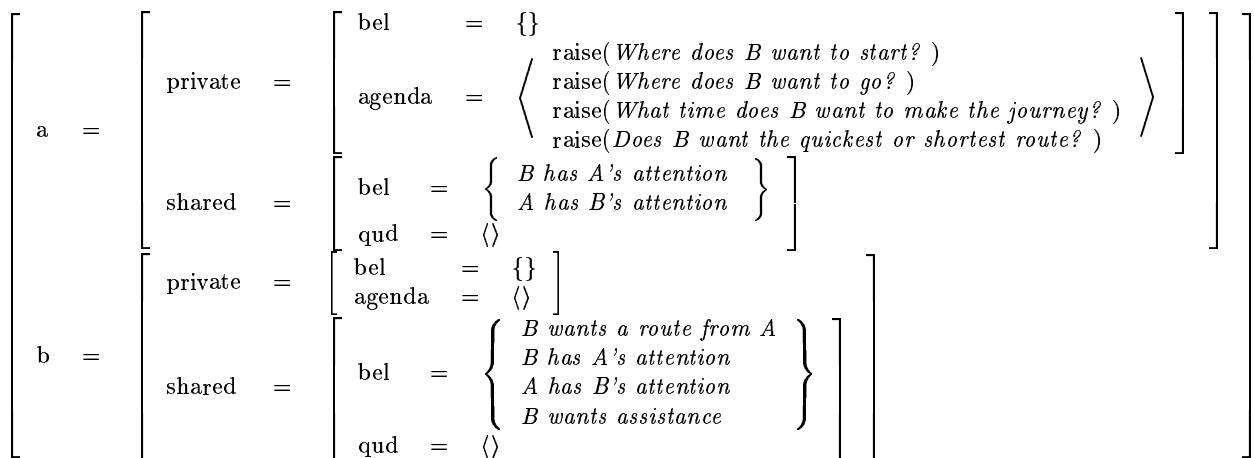 bel = {}
raise( Where does B want to start? )
raise( Where does B want to go? )
private = agenda = ⟨ raise( What time does B want to make the journey? ) ⟩
raise(Does B want the quickest or shortest route? )
a =
bel = { B has A's attention
A has B's attention }
shared =
qud = ⟨⟩
bel = {}
private =
agenda = ⟨⟩
B wants a route from A
B has A's attention
b = shared = bel = { A has B's attention }
B wants assistance
qud = ⟨⟩